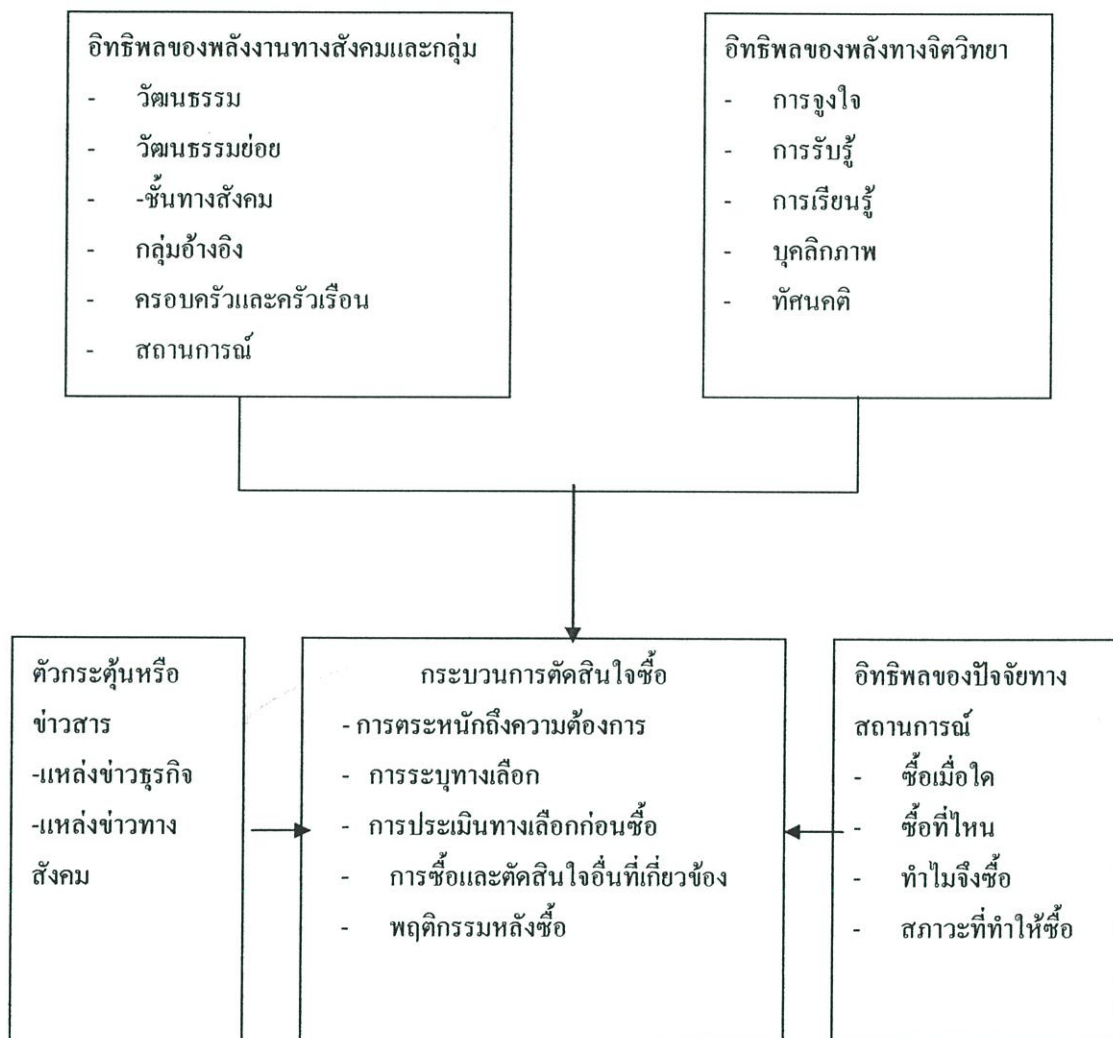 อิทธิพลของพลังงานทางสังคมและกลุ่ม
- วัฒนธรรม
- วัฒนธรรมย่อย
- -ชั้นทางสังคม
- กลุ่มอ้างอิง
- ครอบครัวและครัวเรือน
- สถานการณ์
อิทธิพลของพลังทางจิตวิทยา
- การจูงใจ
- การรับรู้
- การเรียนรู้
- บุคลิกภาพ
- ทัศนคติ
ตัวกระตุ้นหรือ
ข่าวสาร
-แหล่งข่าวธุรกิจ
-แหล่งข่าวทาง
สังคม
กระบวนการตัดสินใจซื้อ
- การตระหนักถึงความต้องการ
- การระบุทางเลือก
- การประเมินทางเลือกก่อนซื้อ
- การซื้อและตัดสินใจอื่นที่เกี่ยวข้อง
- พฤติกรรมหลังซื้อ
อิทธิพลของปัจจัยทาง
สถานการณ์
- ซื้อเมื่อใด
- ซื้อที่ไหน
- ทำไมจึงซื้อ
- สภาวะที่ทำให้ซื้อ